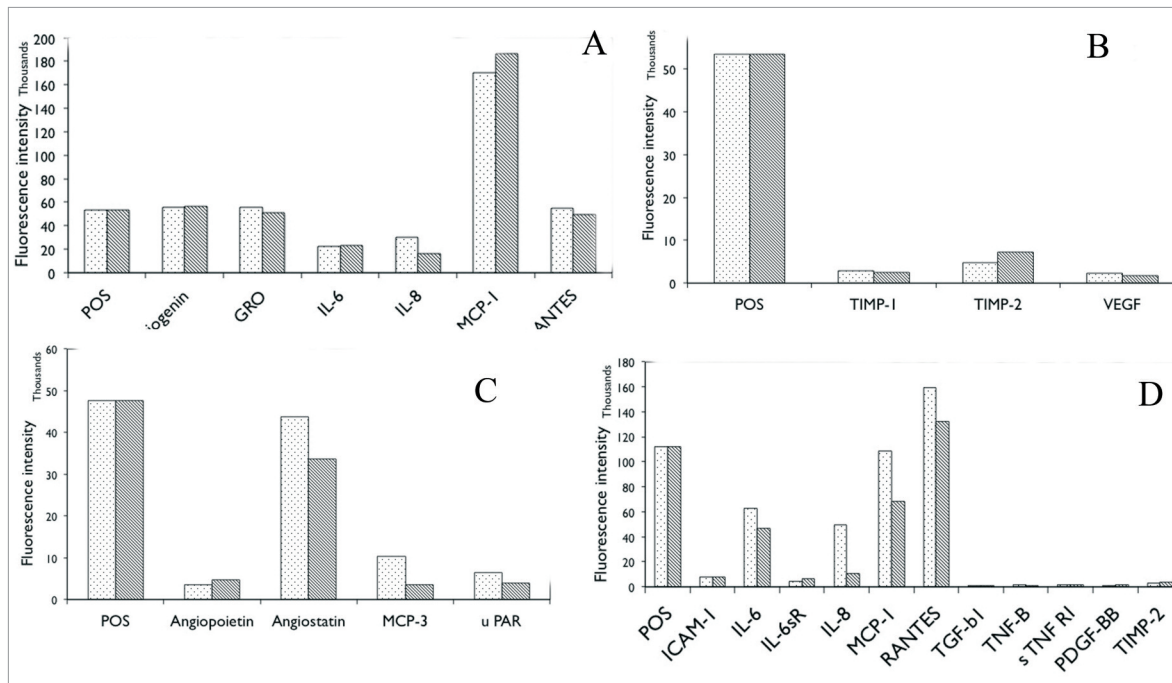 A
Fluorescence intensity Thousands
200
180
160
140
120
100
80
60
40
20
0
POS
iogenin
GRO
IL-6
IL-8
MCP-1
ANTES
B
Fluorescence intensity Thousands
50
40
30
20
10
0
POS TIMP-1 TIMP-2 VEGF
C
Fluorescence intensity Thousands
60
50
40
30
20
10
0
POS Angiopoietin Angiostatin MCP-3 u PAR
D
Fluorescence intensity Thousands
180
160
140
120
100
80
60
40
20
0
POS
ICAM-1
IL-6
IL-6sR
IL-8
MCP-1
RANTES
TGF-b1
TNF-B
s TNF RI
PDGF-BB
TIMP-2